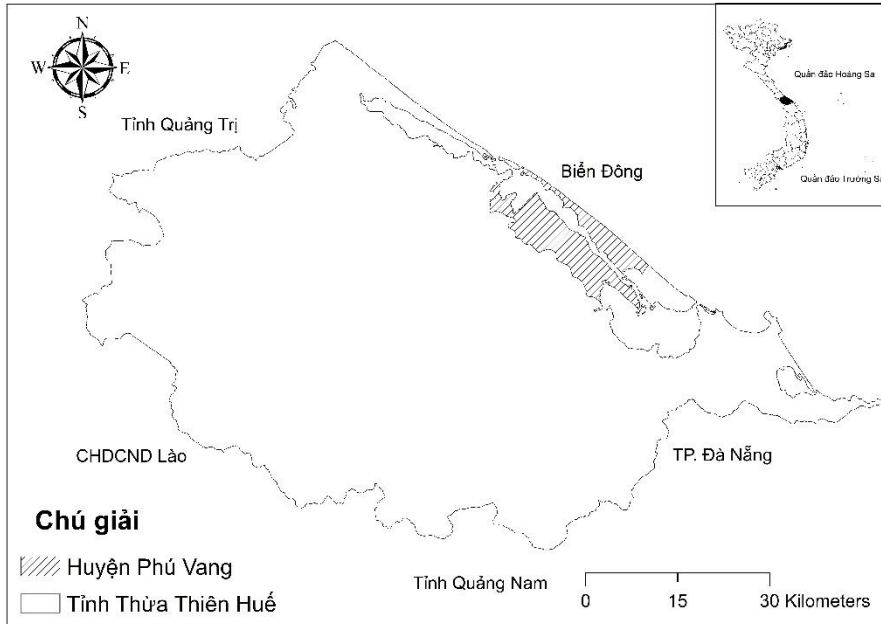 N
W E
S
Quần đảo Hoàng Sa
Tỉnh Quảng Trị
Biển Đông
Quần đảo Trường Sa
CHDCND Lào
TP. Đà Nẵng
Chú giải
Huyện Phú Vang
Tỉnh Quảng Nam
Tỉnh Thừa Thiên Huế
0 15 30 Kilometers